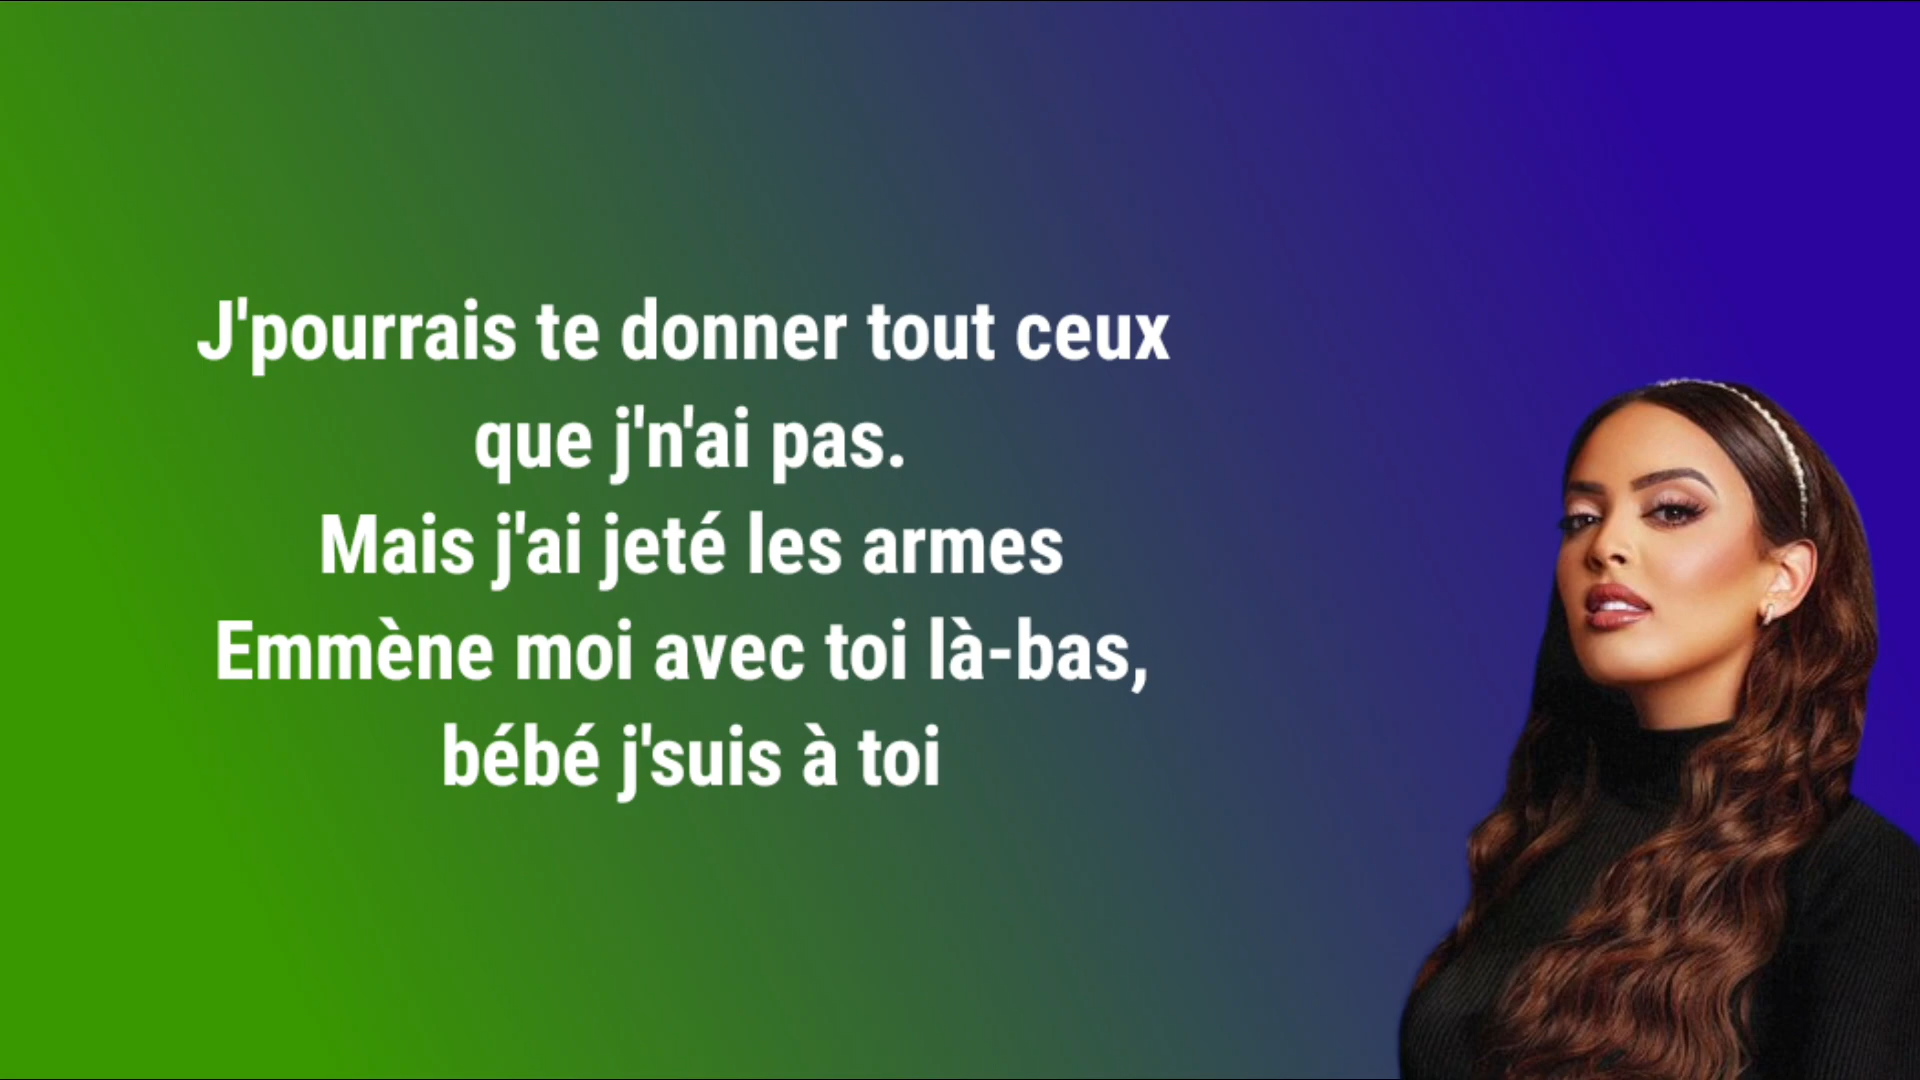 J'pourrais te donner tout ceux
que j'n'ai pas.
Mais j'ai jeté les armes
Emmène moi avec toi là-bas,
bébé j'suis à toi